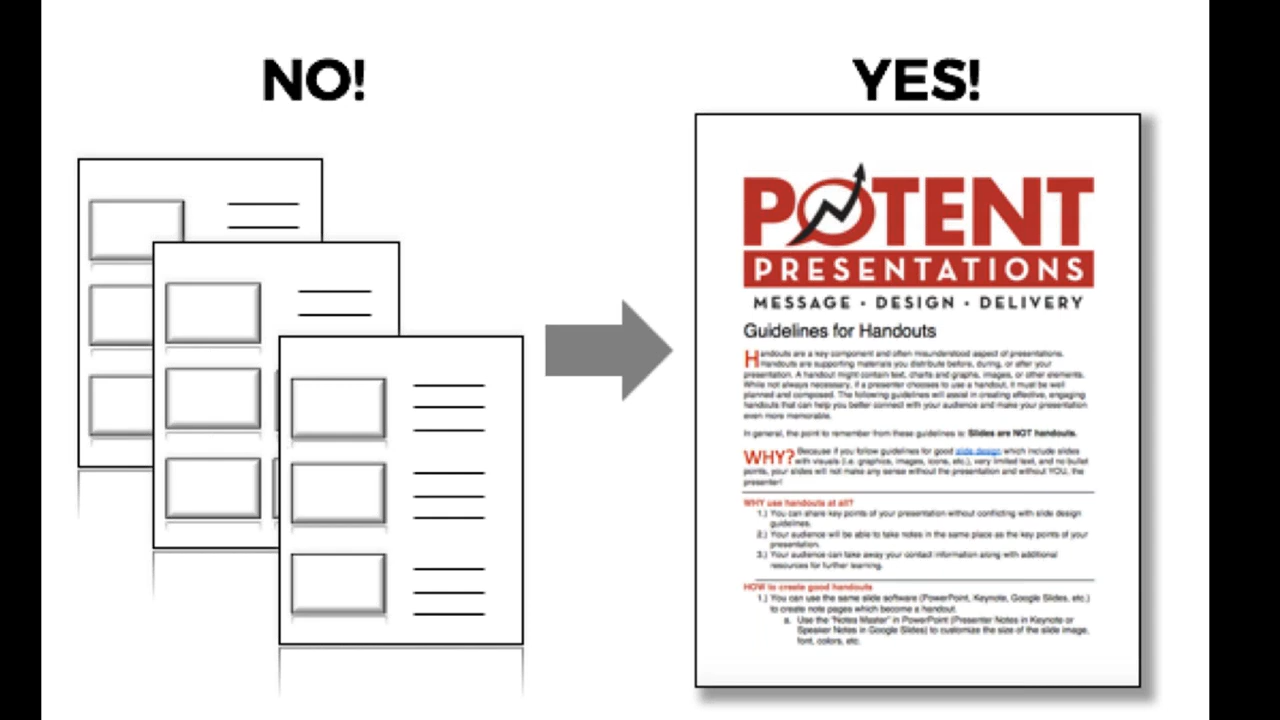 NO!
YES!
POTENT
PRESENTATIONS
MESSAGE • DESIGN • DELIVERY
Guidelines for Handouts
Handouts are a key component and often misunderstood aspect of presentations.
Handouts are supporting materials you distribute before, during, or after your
presentation. A handout might contain text, charts and graphs, images, or other elements.
While not always necessary, if a presenter chooses to use a handout, it must be well
planned and composed. The following guidelines will assist in creating effective, engaging
handouts that can help you better connect with your audience and make your presentation
even more memorable.
In general, the point to remember from these guidelines is: Slides are NOT handouts.
WHY? Because if you follow guidelines for good slide design which include slides
with visuals (i.e. graphics, images, icons, etc.), very limited text, and no bullet
points, your slides will not make any sense without the presentation and without YOU, the
presenter!
WHY use handouts at all?
1.) You can share key points of your presentation without conflicting with slide design
guidelines.
2.) Your audience will be able to take notes in the same place as the key points of your
presentation.
3.) Your audience can take away your contact information along with additional
resources for further learning.
HOW to create good handouts
1.) You can use the same slide software (PowerPoint, Keynote, Google Slides, etc.)
to create note pages which become a handout.
a. Use the "Notes Master" in PowerPoint (Presenter Notes in Keynote or
Speaker Notes in Google Slides) to customize the size of the slide image,
font, colors, etc.